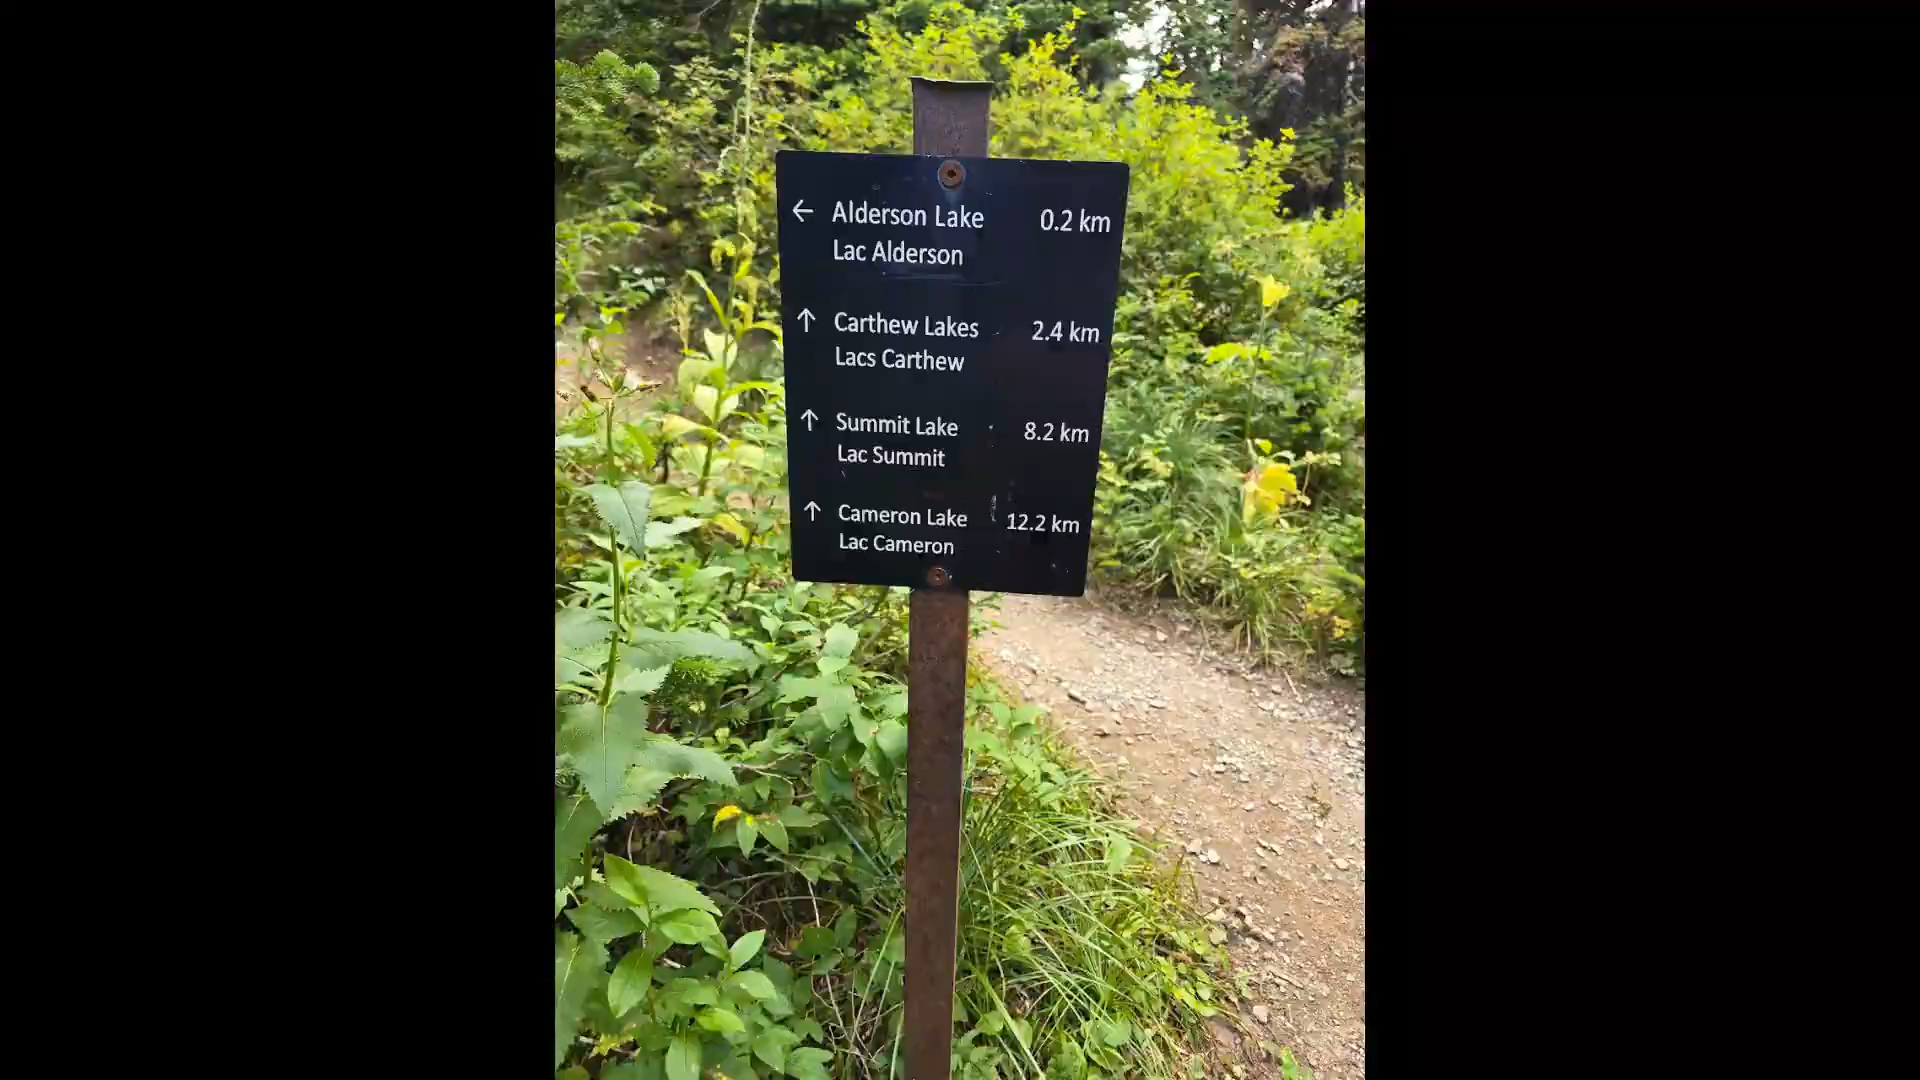 ← Alderson Lake 0.2 km
Lac Alderson
↑ Carthew Lakes 2.4 km
Lacs Carthew
↑ Summit Lake 8.2 km
Lac Summit
↑ Cameron Lake 12.2 km
Lac Cameron